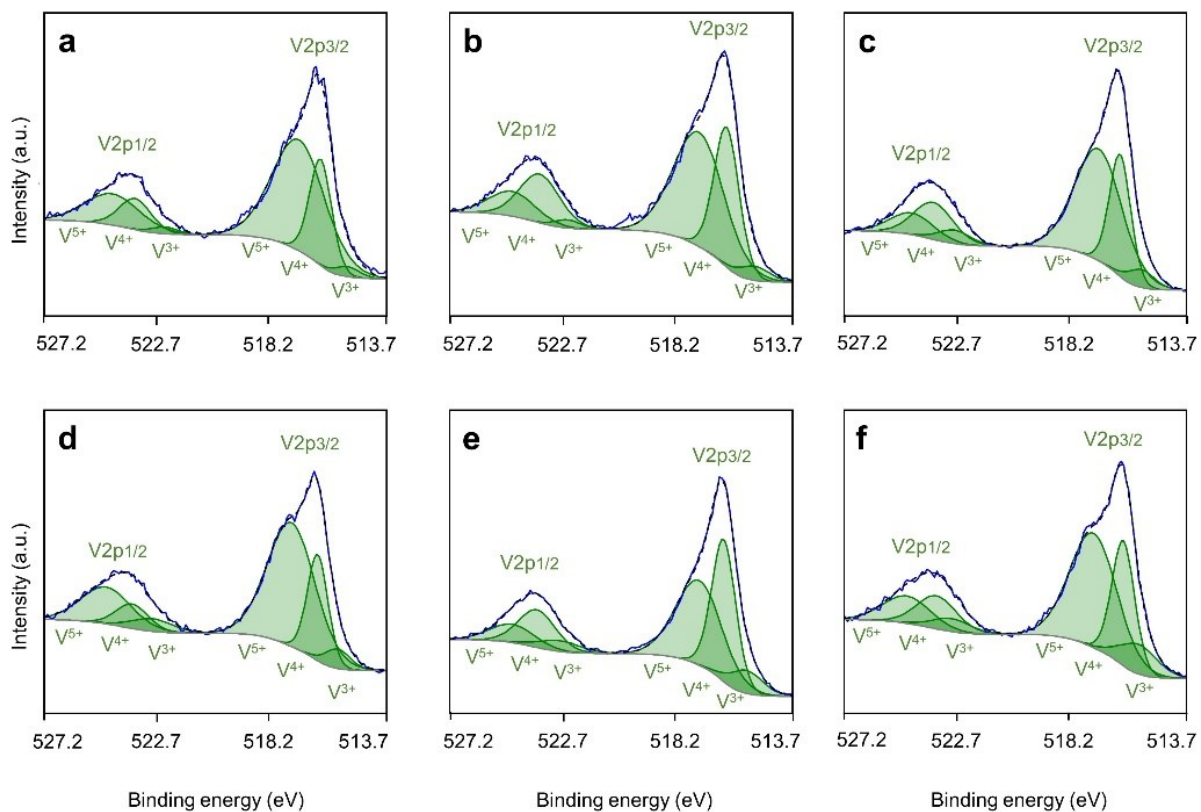 a
V2p3/2
V2p1/2
V5+
V4+
V3+
V5+
V4+
V3+
527.2
522.7
518.2
513.7
Intensity (a.u.)
b
V2p3/2
V2p1/2
V5+
V4+
V3+
V5+
V4+
V3+
527.2
522.7
518.2
513.7
c
V2p3/2
V2p1/2
V5+
V4+
V3+
V5+
V4+
V3+
527.2
522.7
518.2
513.7
d
V2p3/2
V2p1/2
V5+
V4+
V3+
V5+
V4+
V3+
527.2
522.7
518.2
513.7
Intensity (a.u.)
Binding energy (eV)
e
V2p3/2
V2p1/2
V5+
V4+
V3+
V5+
V4+
V3+
527.2
522.7
518.2
513.7
Binding energy (eV)
f
V2p3/2
V2p1/2
V5+
V4+
V3+
V5+
V4+
V3+
527.2
522.7
518.2
513.7
Binding energy (eV)